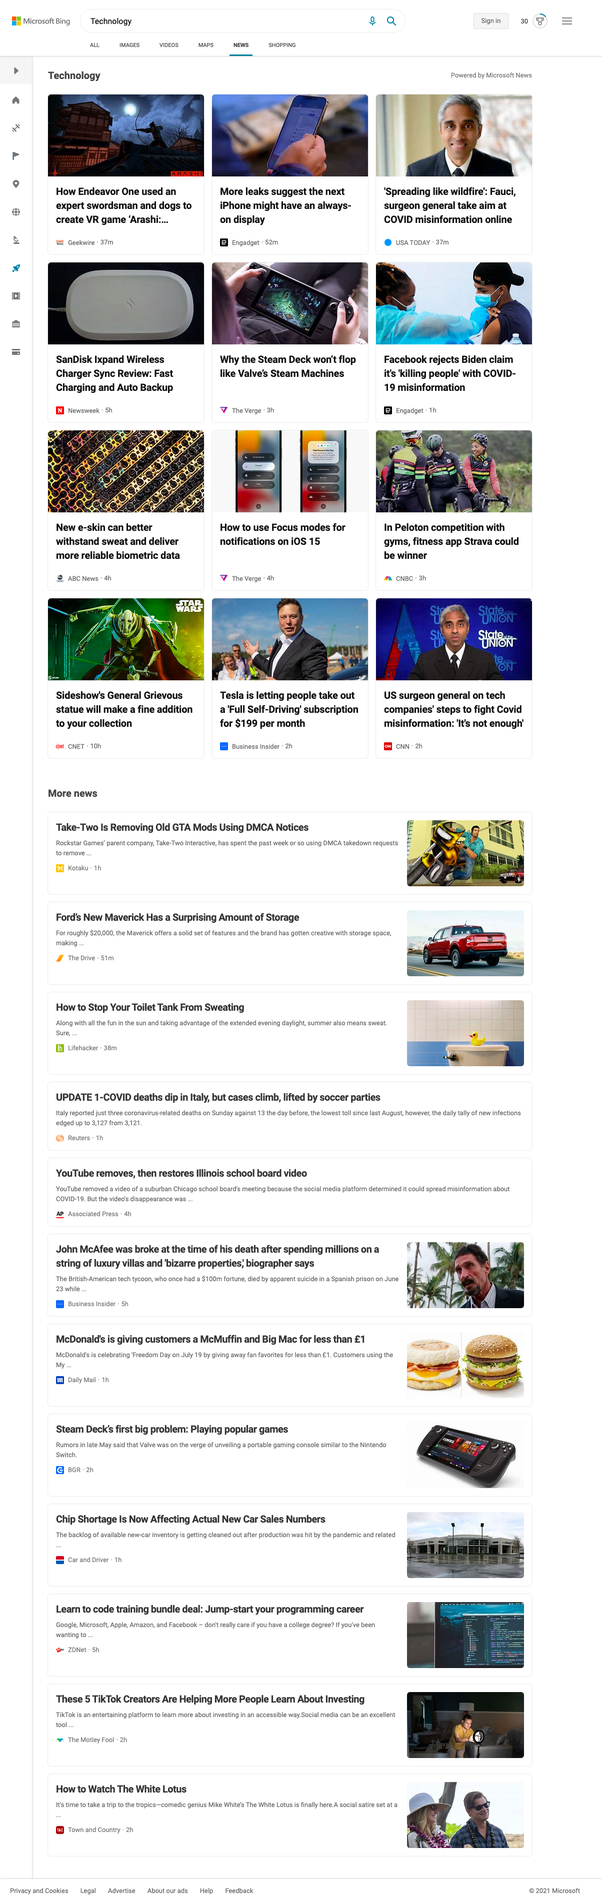 Microsoft Bing
Technology
Sign in
30
ALL
IMAGES
VIDEOS
MAPS
NEWS
SHOPPING
Technology
Powered by Microsoft News
How Endeavor One used an
expert swordsman and dogs to
create VR game 'Arashi:...
Geekwire · 37m
More leaks suggest the next
iPhone might have an always-
on display
Engadget · 52m
'Spreading like wildfire': Fauci,
surgeon general take aim at
COVID misinformation online
USA TODAY · 37m
SanDisk Ixpand Wireless
Charger Sync Review: Fast
Charging and Auto Backup
Newsweek · 5h
Why the Steam Deck won't flop
like Valve's Steam Machines
The Verge · 3h
Facebook rejects Biden claim
it's 'killing people' with COVID-
19 misinformation
Engadget · 1h
New e-skin can better
withstand sweat and deliver
more reliable biometric data
ABC News · 4h
How to use Focus modes for
notifications on iOS 15
The Verge · 4h
In Peloton competition with
gyms, fitness app Strava could
be winner
CNBC · 3h
STAR
WARS
Sideshow's General Grievous
statue will make a fine addition
to your collection
CNET · 10h
Tesla is letting people take out
a 'Full Self-Driving' subscription
for $199 per month
Business Insider · 2h
State
UNION
State
UNION
US surgeon general on tech
companies' steps to fight Covid
misinformation: 'It's not enough'
CNN · 2h
More news
Take-Two Is Removing Old GTA Mods Using DMCA Notices
Rockstar Games' parent company, Take-Two Interactive, has spent the past week or so using DMCA takedown requests
to remove ...
Kotaku · 1h
Ford's New Maverick Has a Surprising Amount of Storage
For roughly $20,000, the Maverick offers a solid set of features and the brand has gotten creative with storage space,
making ...
The Drive · 51m
How to Stop Your Toilet Tank From Sweating
Along with all the fun in the sun and taking advantage of the extended evening daylight, summer also means sweat.
Sure, ...
Lifehacker · 38m
UPDATE 1-COVID deaths dip in Italy, but cases climb, lifted by soccer parties
Italy reported just three coronavirus-related deaths on Sunday against 13 the day before, the lowest toll since last August, however, the daily tally of new infections
edged up to 3,127 from 3,121.
Reuters · 1h
YouTube removes, then restores Illinois school board video
YouTube removed a video of a suburban Chicago school board's meeting because the social media platform determined it could spread misinformation about
COVID-19. But the video's disappearance was ...
AP
Associated Press · 4h
John McAfee was broke at the time of his death after spending millions on a
string of luxury villas and 'bizarre properties,' biographer says
The British-American tech tycoon, who once had a $100m fortune, died by apparent suicide in a Spanish prison on June
23 while ...
Business Insider · 5h
McDonald's is giving customers a McMuffin and Big Mac for less than £1
McDonald's is celebrating 'Freedom Day on July 19 by giving away fan favorites for less than £1. Customers using the
My ...
Daily Mail · 1h
Steam Deck's first big problem: Playing popular games
Rumors in late May said that Valve was on the verge of unveiling a portable gaming console similar to the Nintendo
Switch.
BGR · 2h
Chip Shortage Is Now Affecting Actual New Car Sales Numbers
The backlog of available new-car inventory is getting cleaned out after production was hit by the pandemic and related
...
Car and Driver · 1h
Learn to code training bundle deal: Jump-start your programming career
Google, Microsoft, Apple, Amazon, and Facebook – don't really care if you have a college degree? If you've been
wanting to ...
ZDNet · 5h
These 5 TikTok Creators Are Helping More People Learn About Investing
TikTok is an entertaining platform to learn more about investing in an accessible way.Social media can be an excellent
tool ...
The Motley Fool · 2h
How to Watch The White Lotus
It's time to take a trip to the tropics—comedic genius Mike White's The White Lotus is finally here.A social satire set at a
...
Town and Country · 2h
Privacy and Cookies
Legal
Advertise
About our ads
Help
Feedback
© 2021 Microsoft